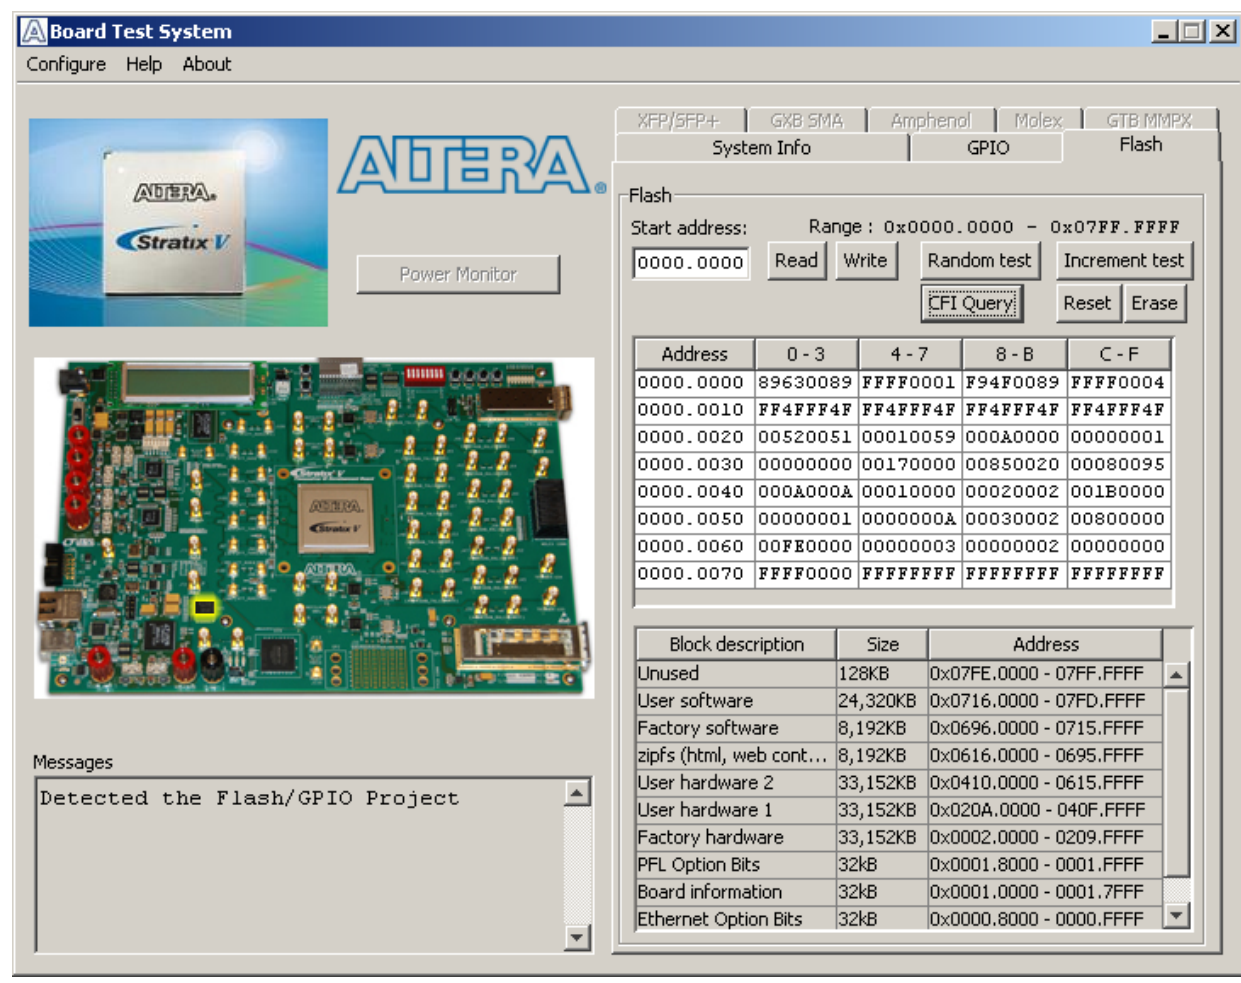 Board Test System
Configure Help About
XFP/SFP+ GXB SMA Amphenol Molex GTB MMPX
System Info GPIO Flash
ALTERA®
ALTERA®
Stratix V
Power Monitor
Flash
Start address: Range : 0x0000.0000 - 0x07FF.FFFF
0000.0000 Read Write Random test Increment test
CFI Query Reset Erase
Address 0 - 3 4 - 7 8 - B C - F
0000.0000 89630089 FFFF0001 F94F0089 FFFF0004
0000.0010 FF4FFF4F FF4FFF4F FF4FFF4F FF4FFF4F
0000.0020 00520051 00010059 000A0000 00000001
0000.0030 00000000 00170000 00850020 00080095
0000.0040 000A000A 00010000 00020002 001B0000
0000.0050 00000001 0000000A 00030002 00800000
0000.0060 00FE0000 00000003 00000002 00000000
0000.0070 FFFF0000 FFFFFFFF FFFFFFFF FFFFFFFF
Stratix V
ALTERA
Stratix V
ALTERA
Block description Size Address
Unused 128KB 0x07FE.0000 - 07FF.FFFF
User software 24,320KB 0x0716.0000 - 07FD.FFFF
Factory software 8,192KB 0x0696.0000 - 0715.FFFF
zipfs (html, web cont... 8,192KB 0x0616.0000 - 0695.FFFF
User hardware 2 33,152KB 0x0410.0000 - 0615.FFFF
User hardware 1 33,152KB 0x020A.0000 - 040F.FFFF
Factory hardware 33,152KB 0x0002.0000 - 0209.FFFF
PFL Option Bits 32kB 0x0001.8000 - 0001.FFFF
Board information 32kB 0x0001.0000 - 0001.7FFF
Ethernet Option Bits 32kB 0x0000.8000 - 0000.FFFF
Messages
Detected the Flash/GPIO Project